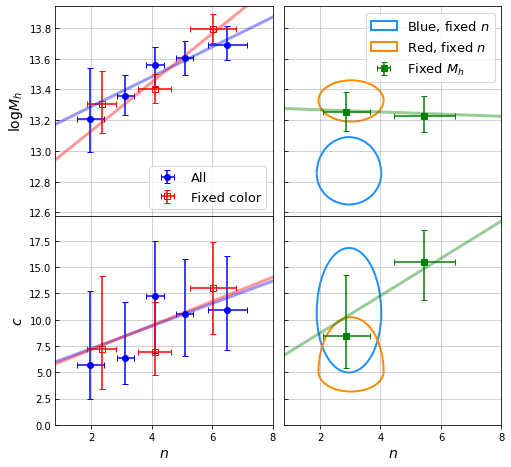 13.8
13.6
13.4
13.2
13.0
12.8
12.6
logM_h
All
Fixed color
Blue, fixed n
Red, fixed n
Fixed M_h
17.5
15.0
12.5
10.0
7.5
5.0
2.5
0.0
c
2 4 6 8
n
2 4 6 8
n